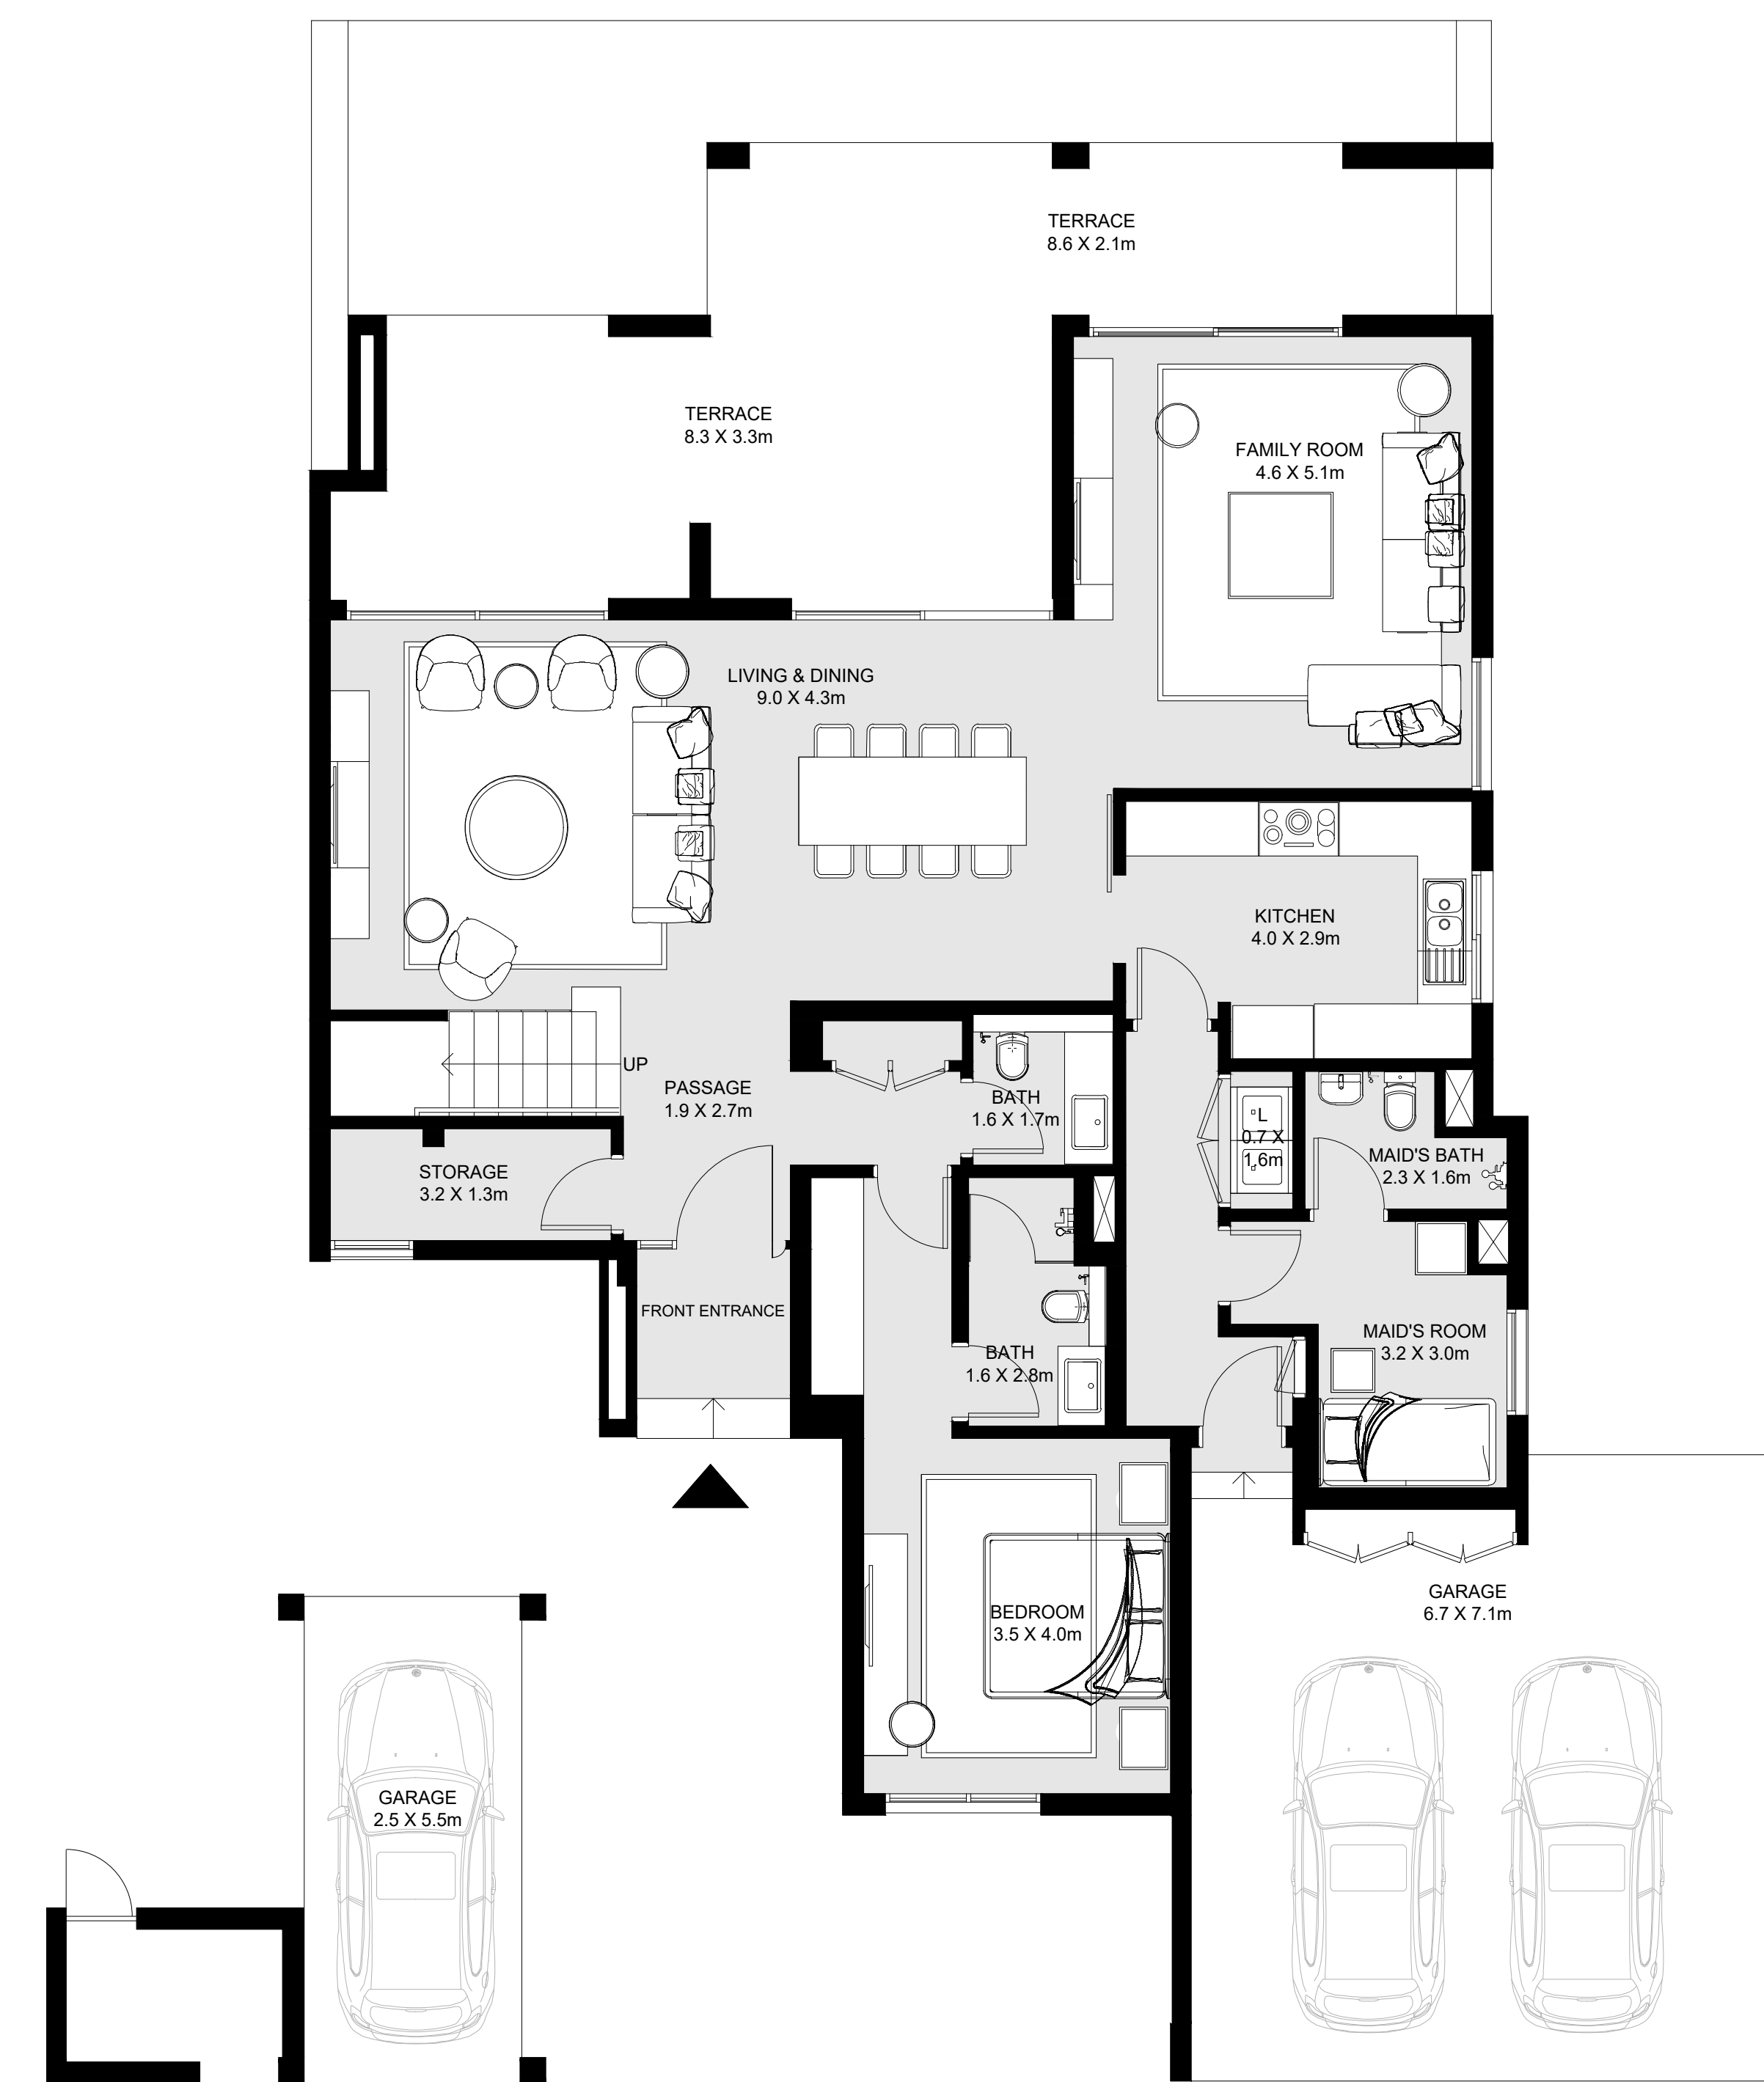 TERRACE
8.6 X 2.1m
TERRACE
8.3 X 3.3m
FAMILY ROOM
4.6 X 5.1m
LIVING & DINING
9.0 X 4.3m
KITCHEN
4.0 X 2.9m
UP
PASSAGE
1.9 X 2.7m
BATH
1.6 X 1.7m
L
0.7 X
1.6m
MAID'S BATH
2.3 X 1.6m
STORAGE
3.2 X 1.3m
FRONT ENTRANCE
BATH
1.6 X 2.8m
MAID'S ROOM
3.2 X 3.0m
BEDROOM
3.5 X 4.0m
GARAGE
6.7 X 7.1m
GARAGE
2.5 X 5.5m